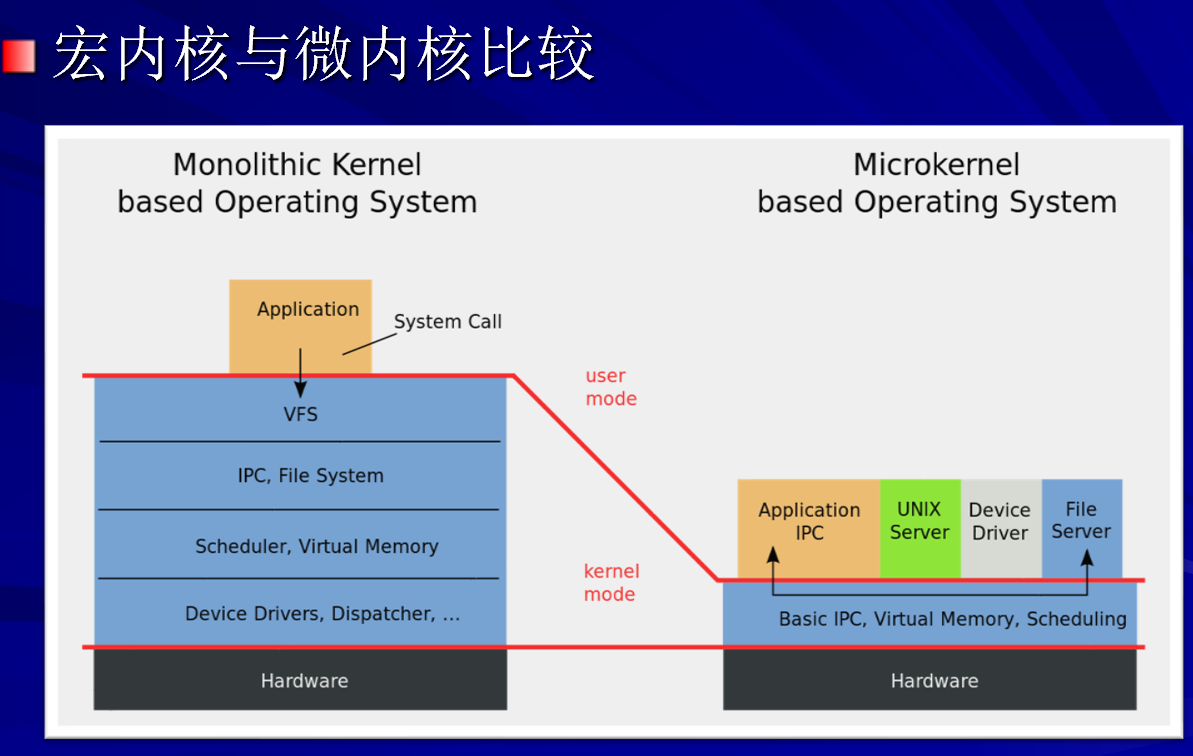 宏内核与微内核比较
Monolithic Kernel
based Operating System
Application
System Call
VFS
IPC, File System
Scheduler, Virtual Memory
Device Drivers, Dispatcher, ...
Hardware
user
mode
kernel
mode
Microkernel
based Operating System
Application
IPC
UNIX
Server
Device
Driver
File
Server
Basic IPC, Virtual Memory, Scheduling
Hardware